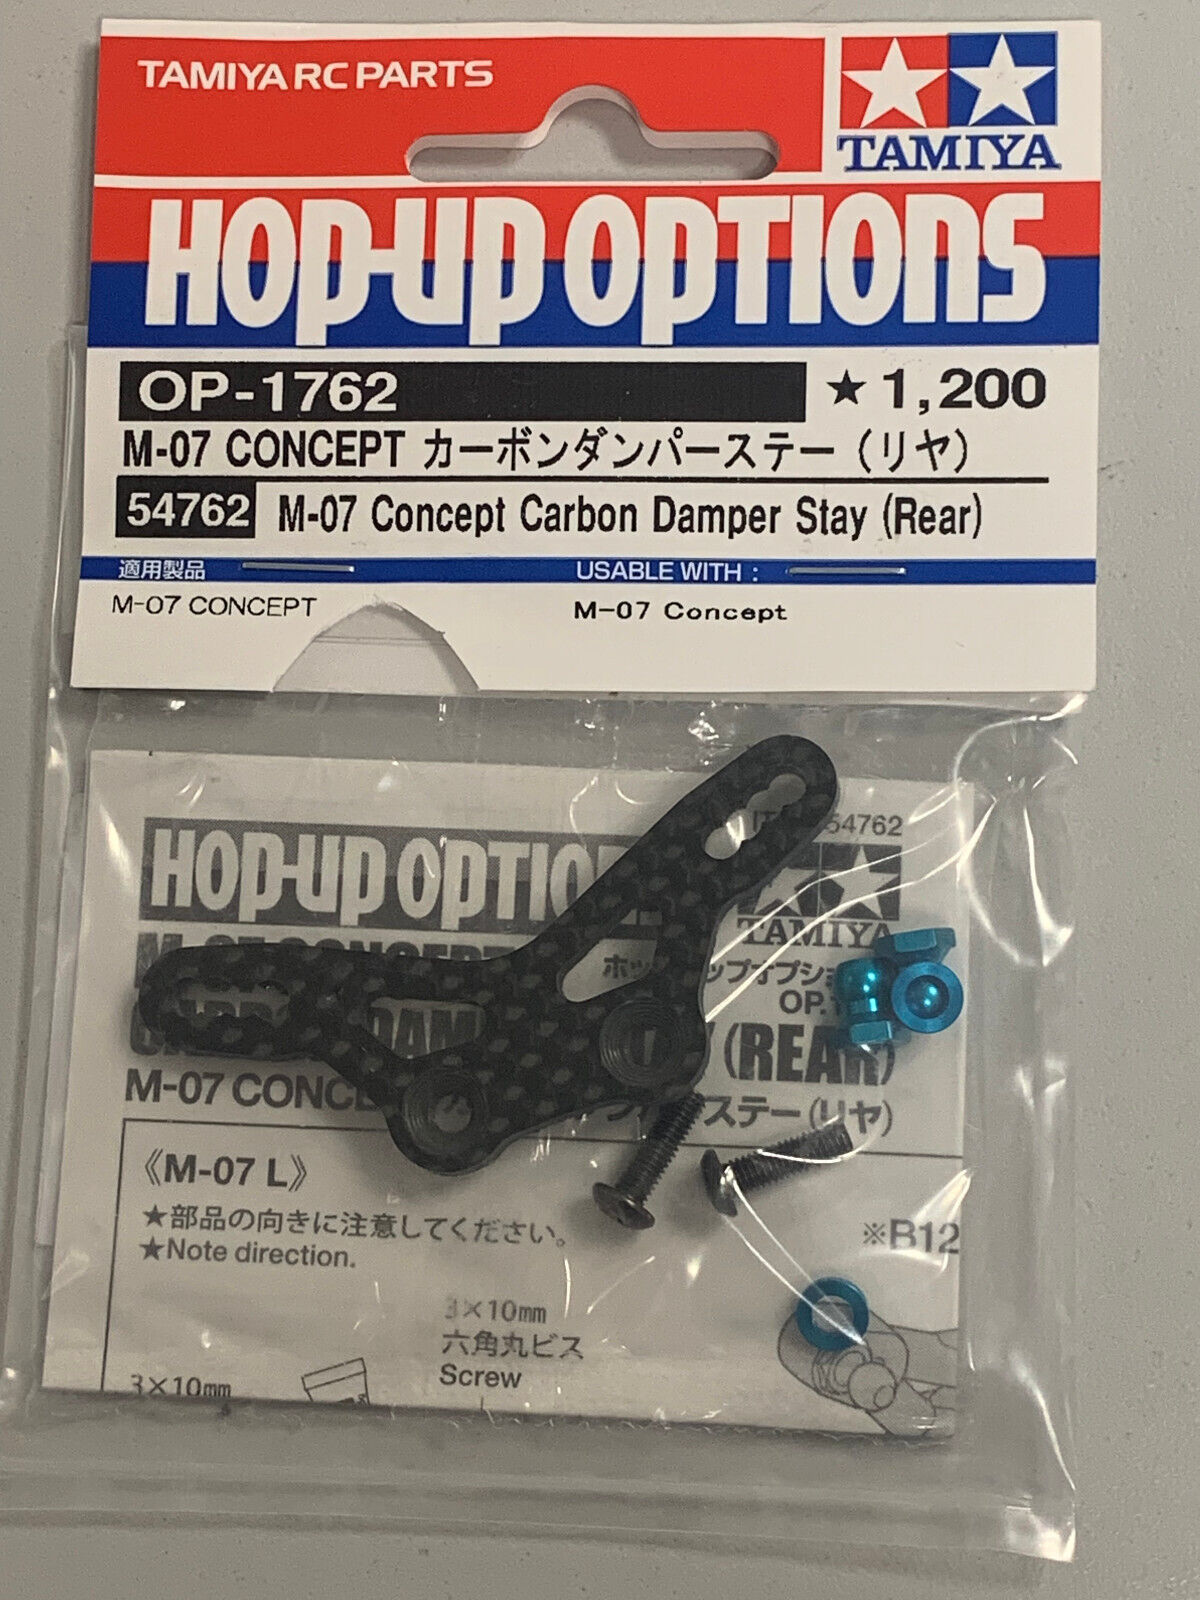 TAMIYA RC PARTS
TAMIYA
HOP-UP OPTIONS
OP-1762 ★ 1,200
M-07 CONCEPT カーボンダンパーステー (リヤ)
54762 M-07 Concept Carbon Damper Stay (Rear)
適用製品 USABLE WITH :
M-07 CONCEPT M-07 Concept
54762
HOP-UP OPTIO
TAMIYA
OP.
(REAR)
M-07 CONC ステー (リヤ)
《M-07 L》
★部品の向きに注意してください。
★Note direction.
※B12
3×10mm
六角丸ビス
Screw
3×10mm